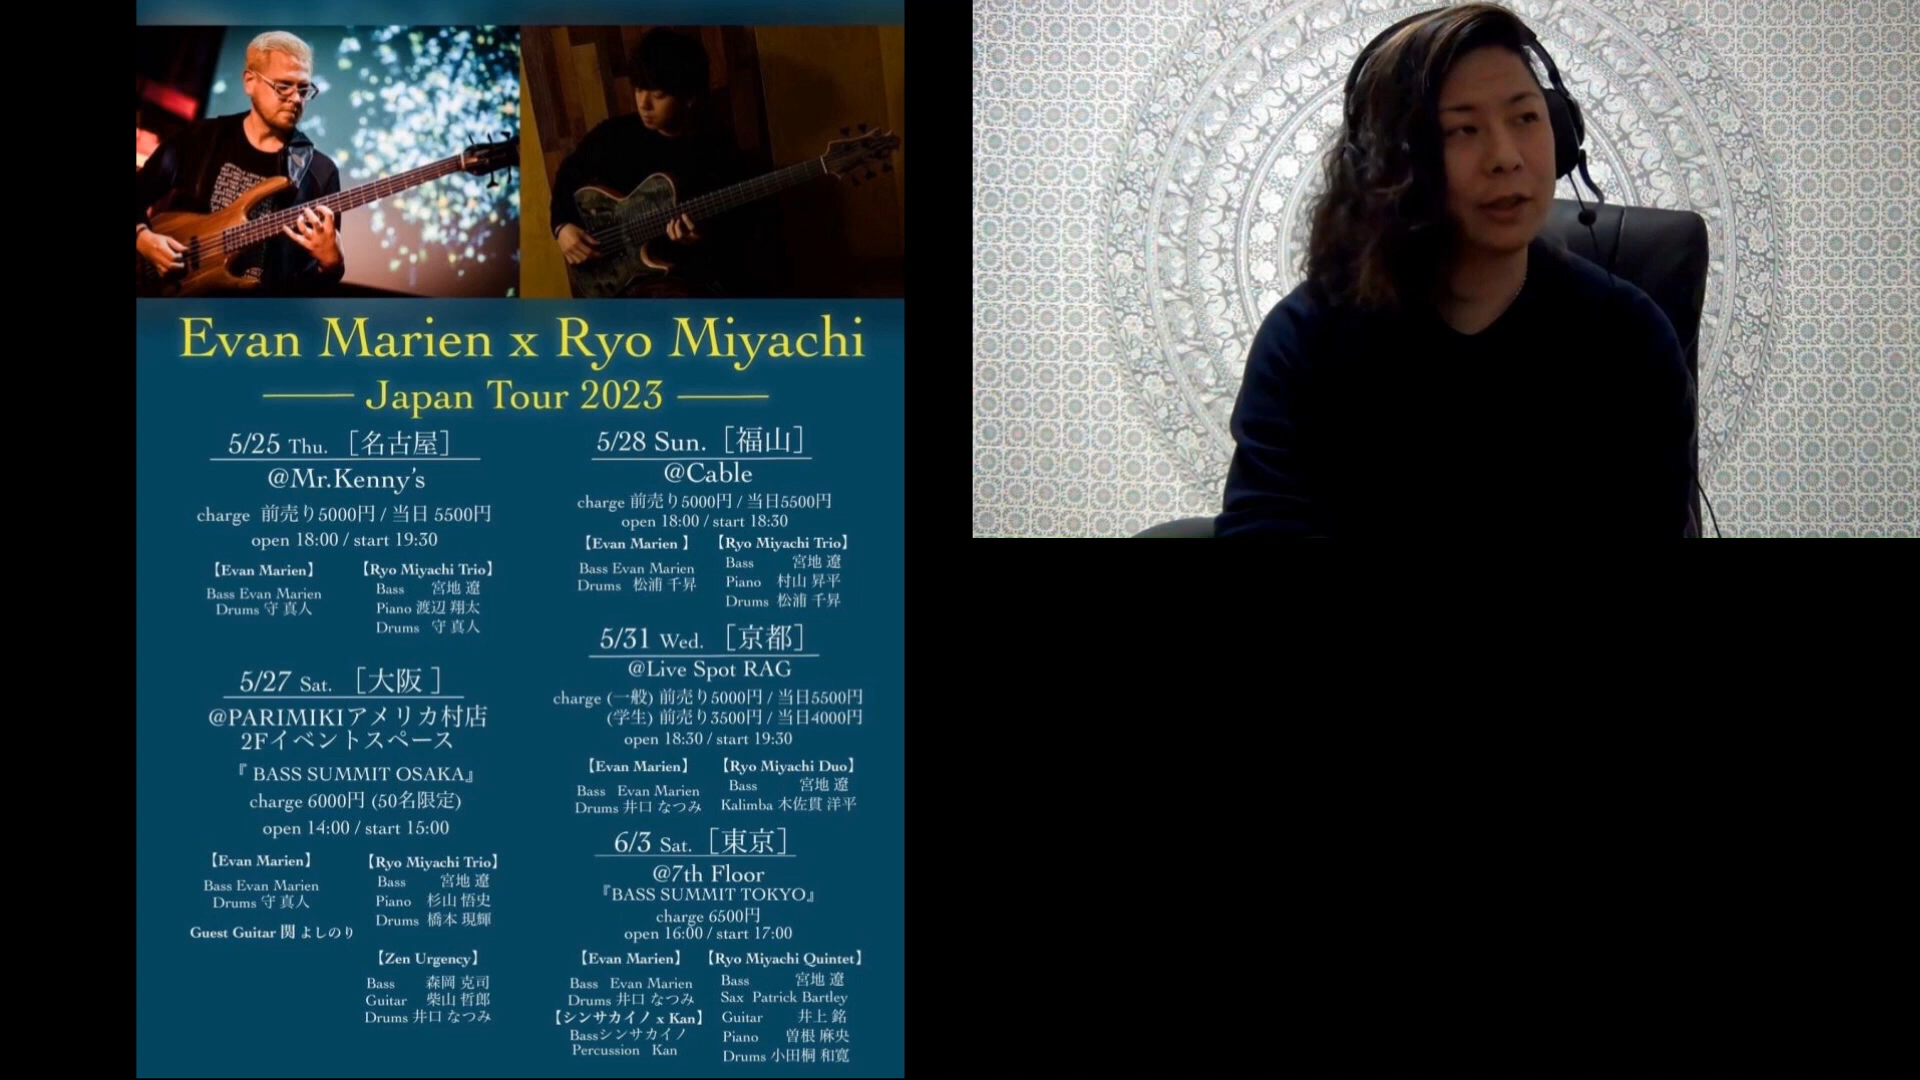 Evan Marien x Ryo Miyachi
Japan Tour 2023
5/25 Thu. ［名古屋］
@Mr.Kenny's
charge 前売り5000円 / 当日 5500円
open 18:00 / start 19:30
【Evan Marien】
Bass Evan Marien
Drums 守 真人
【Ryo Miyachi Trio】
Bass 宮地 遼
Piano 渡辺 翔太
Drums 守 真人
5/27 Sat. ［大阪 ］
@PARIMIKIアメリカ村店
2Fイベントスペース
『 BASS SUMMIT OSAKA』
charge 6000円 (50名限定)
open 14:00 / start 15:00
【Evan Marien】
Bass Evan Marien
Drums 守 真人
Guest Guitar 関 よしのり
【Ryo Miyachi Trio】
Bass 宮地 遼
Piano 杉山 悟史
Drums 橋本 現輝
【Zen Urgency】
Bass 森岡 克司
Guitar 柴山 哲郎
Drums 井口 なつみ
5/28 Sun. ［福山］
@Cable
charge 前売り5000円 / 当日5500円
open 18:00 / start 18:30
【Evan Marien 】
Bass Evan Marien
Drums 松浦 千昇
【Ryo Miyachi Trio】
Bass 宮地 遼
Piano 村山 昇平
Drums 松浦 千昇
5/31 Wed. ［京都］
@Live Spot RAG
charge (一般) 前売り5000円 / 当日5500円
(学生) 前売り3500円 / 当日4000円
open 18:30 / start 19:30
【Evan Marien】
Bass Evan Marien
Drums 井口 なつみ
【Ryo Miyachi Duo】
Bass 宮地 遼
Kalimba 木佐貫 洋平
6/3 Sat. ［東京］
@7th Floor
『BASS SUMMIT TOKYO』
charge 6500円
open 16:00 / start 17:00
【Evan Marien】
Bass Evan Marien
Drums 井口 なつみ
【シンサカイノ x Kan】
Bassシンサカイノ
Percussion Kan
【Ryo Miyachi Quintet】
Bass 宮地 遼
Sax Patrick Bartley
Guitar 井上 銘
Piano 曽根 麻央
Drums 小田桐 和寛